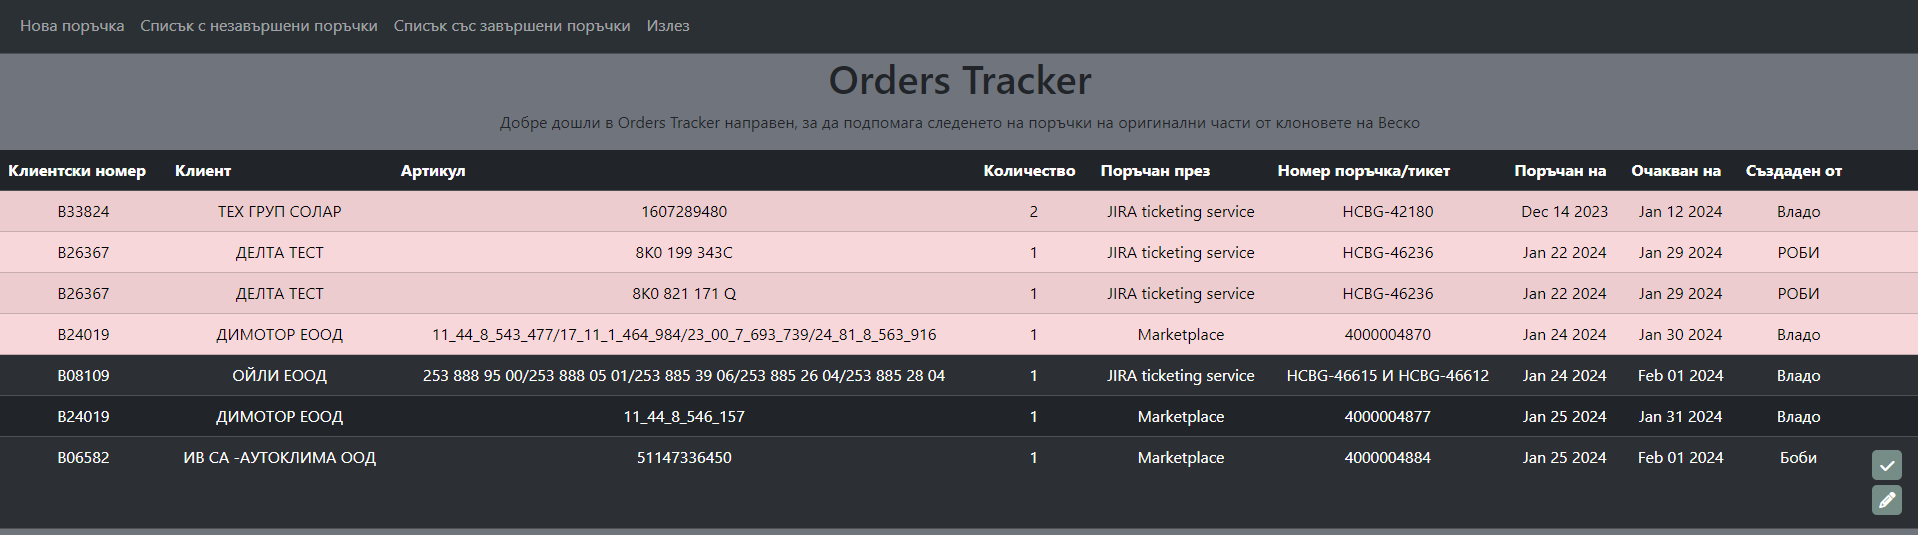 Нова поръчка Списък с незавършени поръчки Списък със завършени поръчки Излез
Orders Tracker
Добре дошли в Orders Tracker направен, за да подпомага следенето на поръчки на оригинални части от клоновете на Веско
Клиентски номер Клиент Артикул Количество Поръчан през Номер поръчка/тикет Поръчан на Очакван на Създаден от
B33824 ТЕХ ГРУП СОЛАР 1607289480 2 JIRA ticketing service HCBG-42180 Dec 14 2023 Jan 12 2024 Владо
B26367 ДЕЛТА ТЕСТ 8K0 199 343C 1 JIRA ticketing service HCBG-46236 Jan 22 2024 Jan 29 2024 РОБИ
B26367 ДЕЛТА ТЕСТ 8K0 821 171 Q 1 JIRA ticketing service HCBG-46236 Jan 22 2024 Jan 29 2024 РОБИ
B24019 ДИМОТОР ЕООД 11_44_8_543_477/17_11_1_464_984/23_00_7_693_739/24_81_8_563_916 1 Marketplace 4000004870 Jan 24 2024 Jan 30 2024 Владо
B08109 ОЙЛИ ЕООД 253 888 95 00/253 888 05 01/253 885 39 06/253 885 26 04/253 885 28 04 1 JIRA ticketing service HCBG-46615 И HCBG-46612 Jan 24 2024 Feb 01 2024 Владо
B24019 ДИМОТОР ЕООД 11_44_8_546_157 1 Marketplace 4000004877 Jan 25 2024 Jan 31 2024 Владо
B06582 ИВ СА -АУТОКЛИМА ООД 51147336450 1 Marketplace 4000004884 Jan 25 2024 Feb 01 2024 Боби